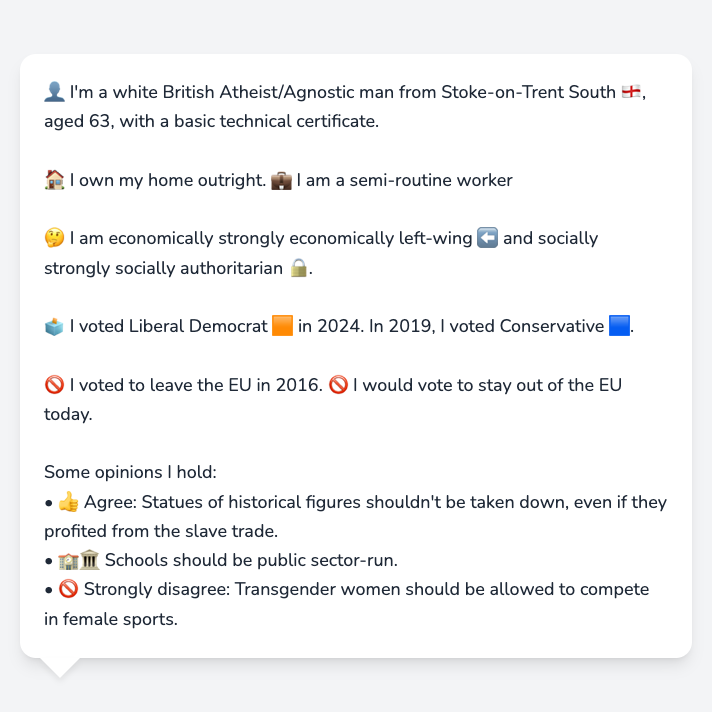 👤 I'm a white British Atheist/Agnostic man from Stoke-on-Trent South 🏴󠁧󠁢󠁥󠁮󠁧󠁿,
aged 63, with a basic technical certificate.
🏠 I own my home outright. 💼 I am a semi-routine worker
🤔 I am economically strongly economically left-wing ⬅️ and socially
strongly socially authoritarian 🔒.
🗳️ I voted Liberal Democrat 🟧 in 2024. In 2019, I voted Conservative 🟦.
🚫 I voted to leave the EU in 2016. 🚫 I would vote to stay out of the EU
today.
Some opinions I hold:
• 👍 Agree: Statues of historical figures shouldn't be taken down, even if they
profited from the slave trade.
• 🏫🏛️ Schools should be public sector-run.
• 🚫 Strongly disagree: Transgender women should be allowed to compete
in female sports.